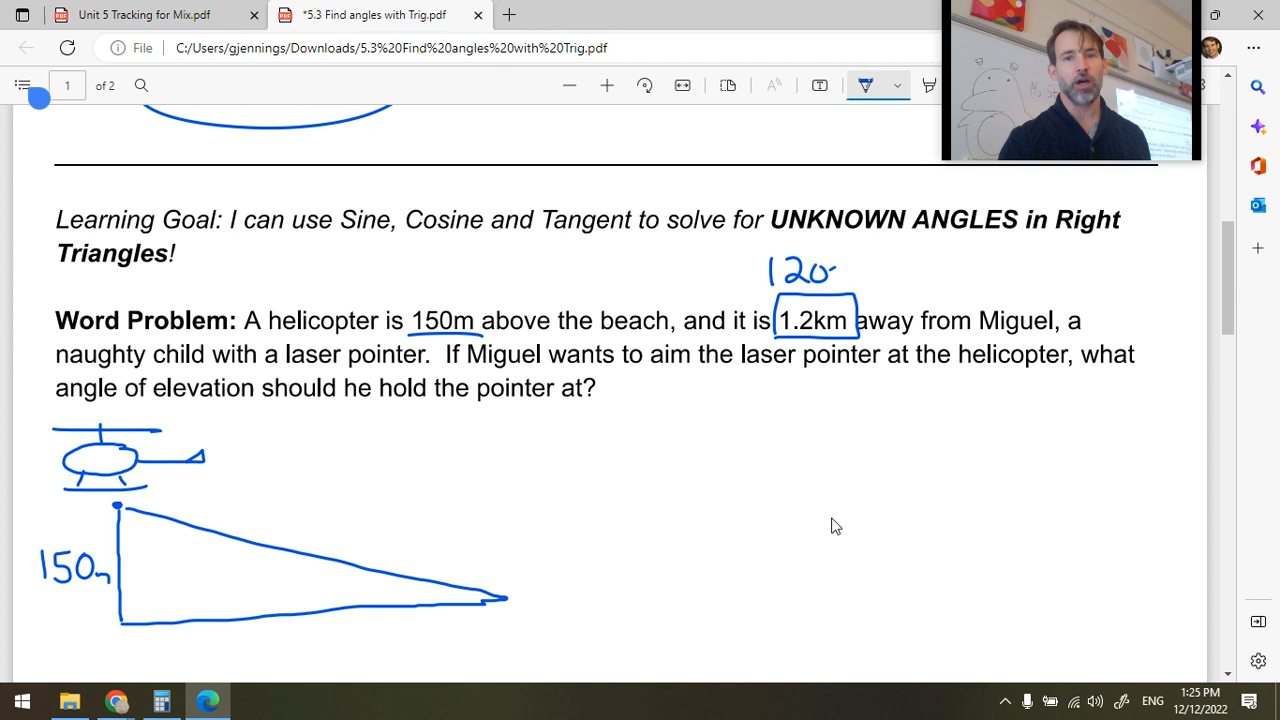 Unit 5 Tracking for Mix.pdf
*5.3 Find angles with Trig.pdf
File
C:/Users/gjennings/Downloads/5.3%20Find%20angles%20with%20Trig.pdf
1
of 2
Learning Goal: I can use Sine, Cosine and Tangent to solve for UNKNOWN ANGLES in Right
Triangles!
120
Word Problem: A helicopter is 150m above the beach, and it is 1.2km away from Miguel, a
naughty child with a laser pointer. If Miguel wants to aim the laser pointer at the helicopter, what
angle of elevation should he hold the pointer at?
150m
ENG
1:25 PM
12/12/2022